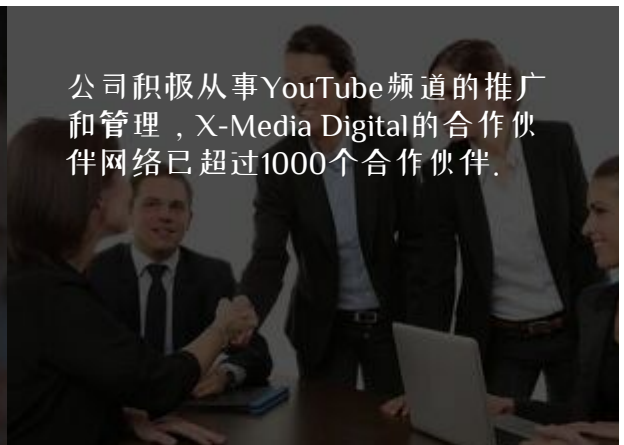 公司积极从事YouTube频道的推广
和管理，X-Media Digital的合作伙
伴网络已超过1000个合作伙伴.